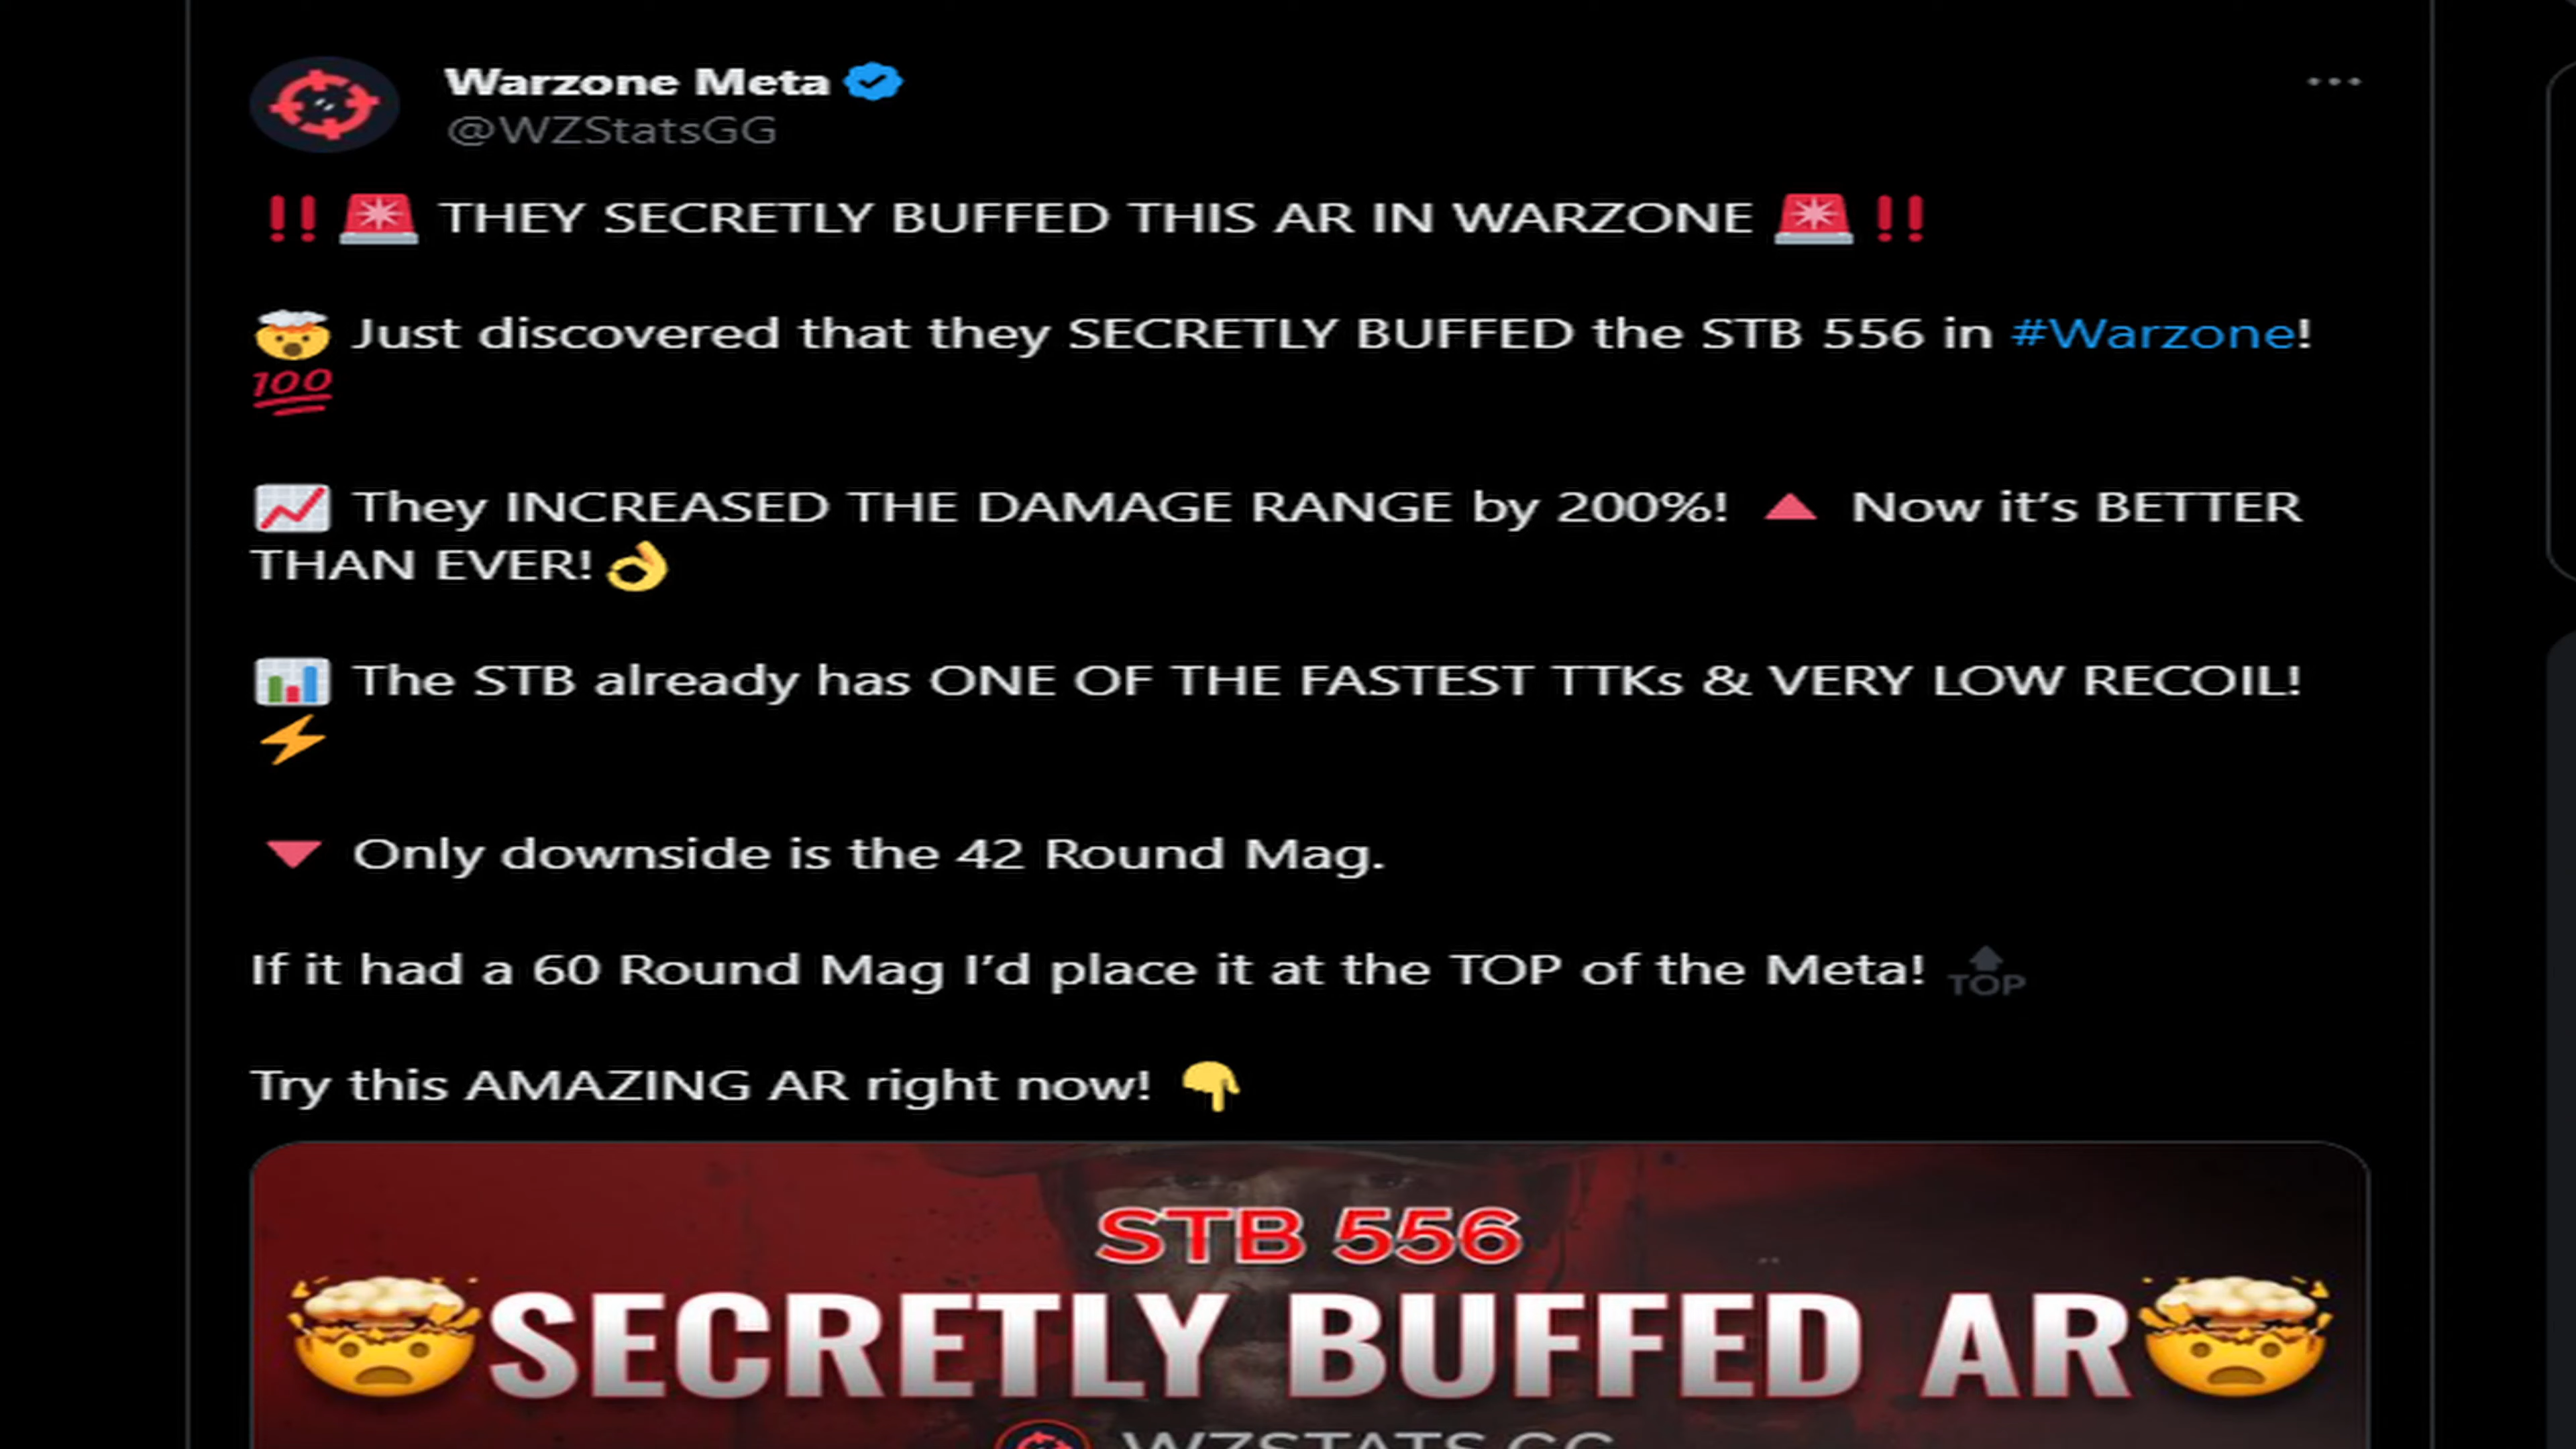 Warzone Meta
@WZStatsGG
‼️🚨 THEY SECRETLY BUFFED THIS AR IN WARZONE 🚨‼️
🤯 Just discovered that they SECRETLY BUFFED the STB 556 in #Warzone!
💯
📈 They INCREASED THE DAMAGE RANGE by 200%! 🔺 Now it’s BETTER
THAN EVER!👌
📊 The STB already has ONE OF THE FASTEST TTKs & VERY LOW RECOIL!
⚡
🔻 Only downside is the 42 Round Mag.
If it had a 60 Round Mag I’d place it at the TOP of the Meta! 🔝
Try this AMAZING AR right now! 👇
STB 556
🤯SECRETLY BUFFED AR🤯
WZSTATS.GG